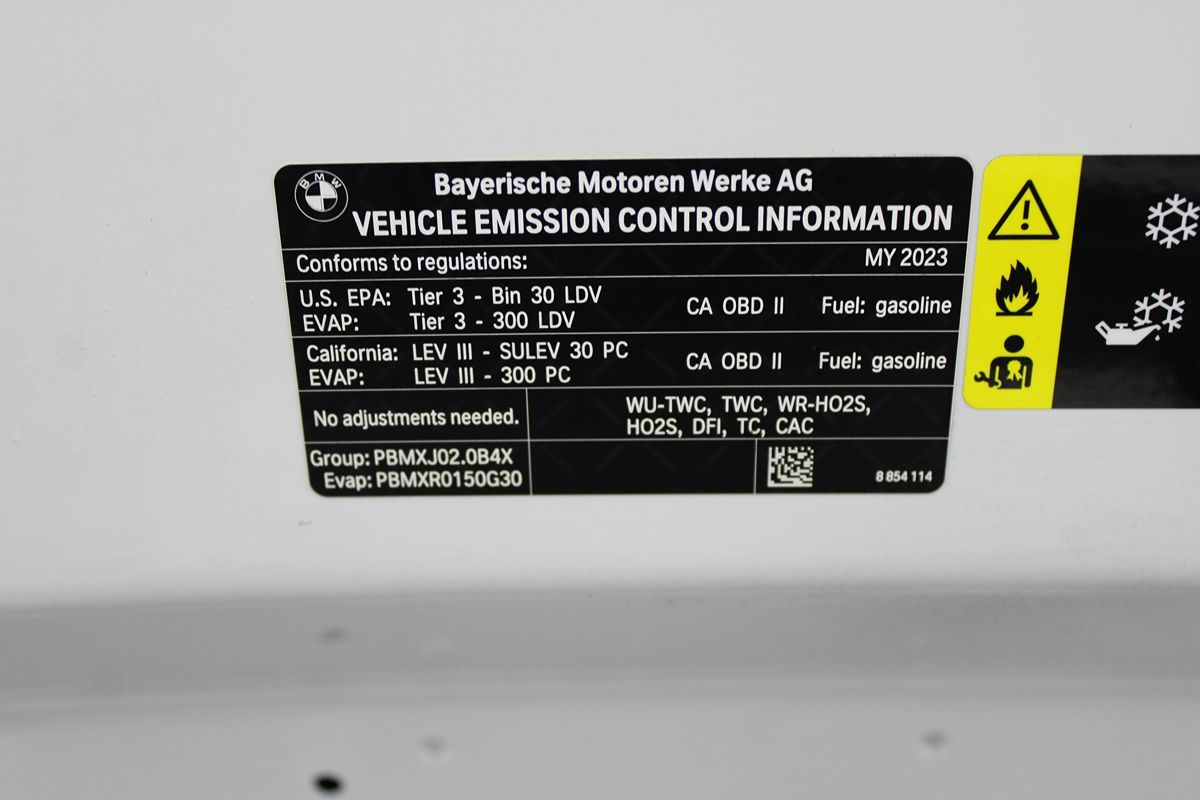 BMW
Bayerische Motoren Werke AG
VEHICLE EMISSION CONTROL INFORMATION
Conforms to regulations: MY 2023
U.S. EPA: Tier 3 - Bin 30 LDV CA OBD II Fuel: gasoline
EVAP: Tier 3 - 300 LDV
California: LEV III - SULEV 30 PC CA OBD II Fuel: gasoline
EVAP: LEV III - 300 PC
No adjustments needed.
WU-TWC, TWC, WR-HO2S,
HO2S, DFI, TC, CAC
Group: PBMXJ02.0B4X
Evap: PBMXR0150G30
8 854 114